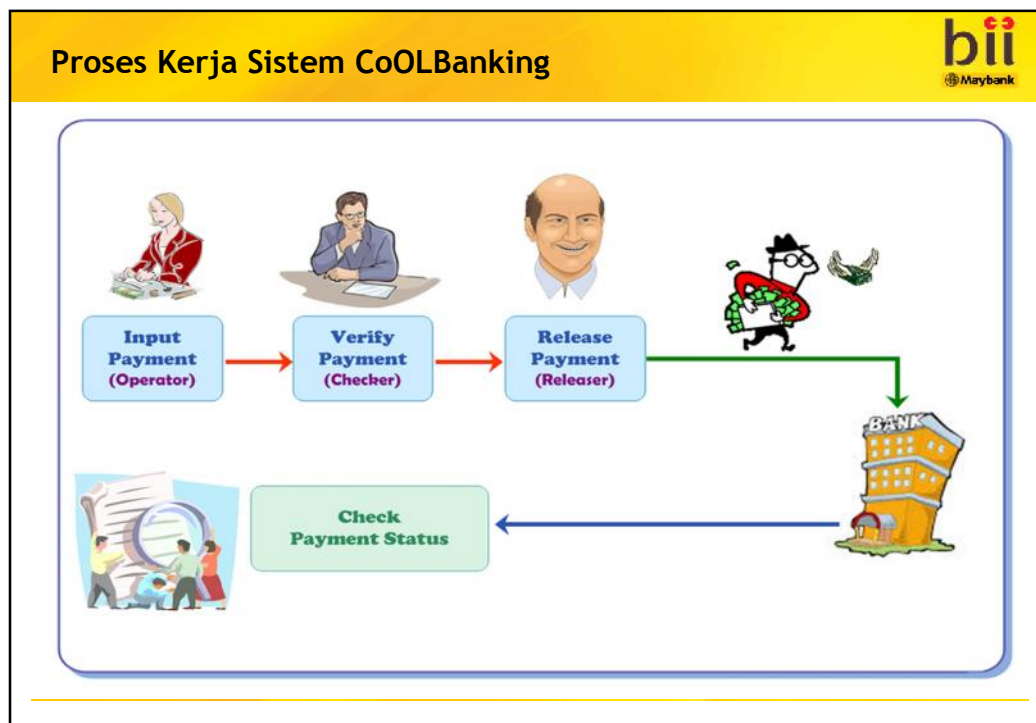 Proses Kerja Sistem CoOLBanking
bii
Maybank
Input
Payment
(Operator)
Verify
Payment
(Checker)
Release
Payment
(Releaser)
BANK
Check
Payment Status